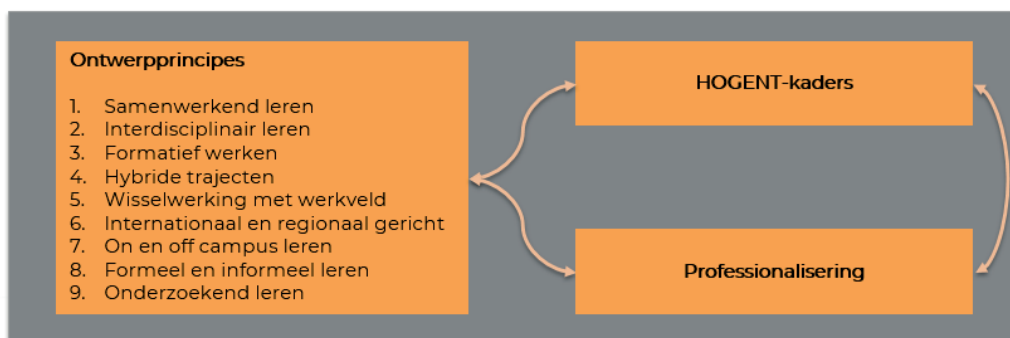 Ontwerpprincipes
1. Samenwerkend leren
2. Interdisciplinair leren
3. Formatief werken
4. Hybride trajecten
5. Wisselwerking met werkveld
6. Internationaal en regionaal gericht
7. On en off campus leren
8. Formeel en informeel leren
9. Onderzoekend leren
HOGENT-kaders
Professionalisering